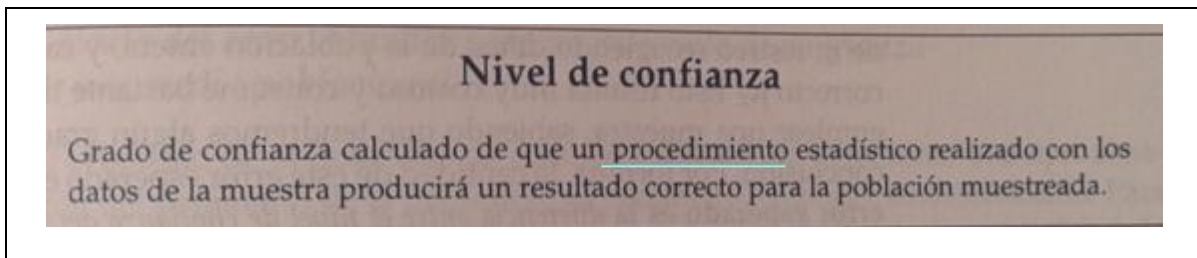 Nivel de confianza
Grado de confianza calculado de que un procedimiento estadístico realizado con los
datos de la muestra producirá un resultado correcto para la población muestreada.